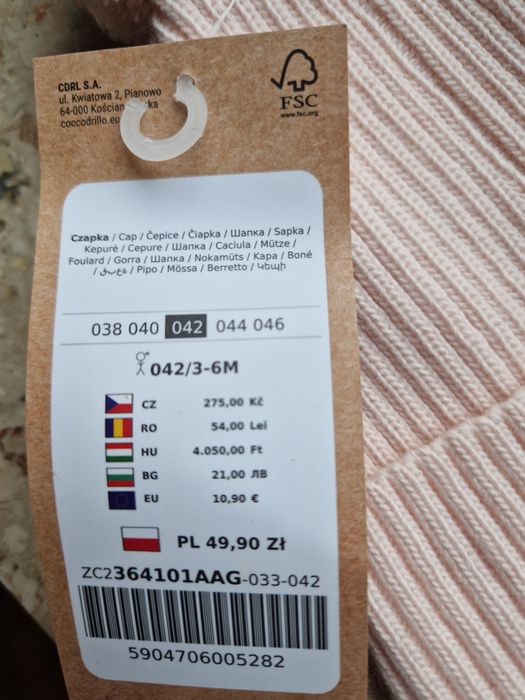 CDRL S.A.
ul. Kwiatowa 2, Pianowo
64-000 Kościan
coccodrillo.eu
FSC
www.fsc.org
Czapka / Cap / Čepice / Čiapka / Шапка / Sapka /
Kepurė / Cepure / Шапка / Caciula / Mütze /
Foulard / Gorra / Шапка / Nokamüts / Kapa / Boné
/ قبعة / Pipo / Mössa / Berretto / Կեպի
038 040 042 044 046
042/3-6M
CZ 275,00 Kč
RO 54,00 Lei
HU 4.050,00 Ft
BG 21,00 ЛВ
EU 10,90 €
PL 49,90 Zł
ZC2364101AAG-033-042
5904706005282